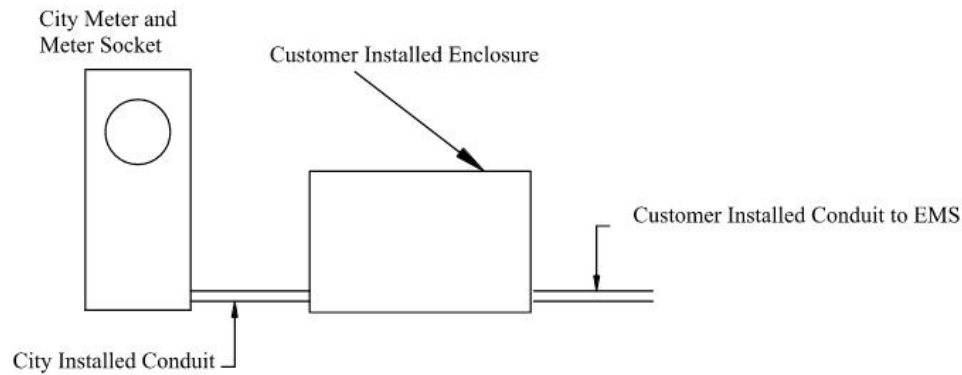 City Meter and
Meter Socket
Customer Installed Enclosure
Customer Installed Conduit to EMS
City Installed Conduit